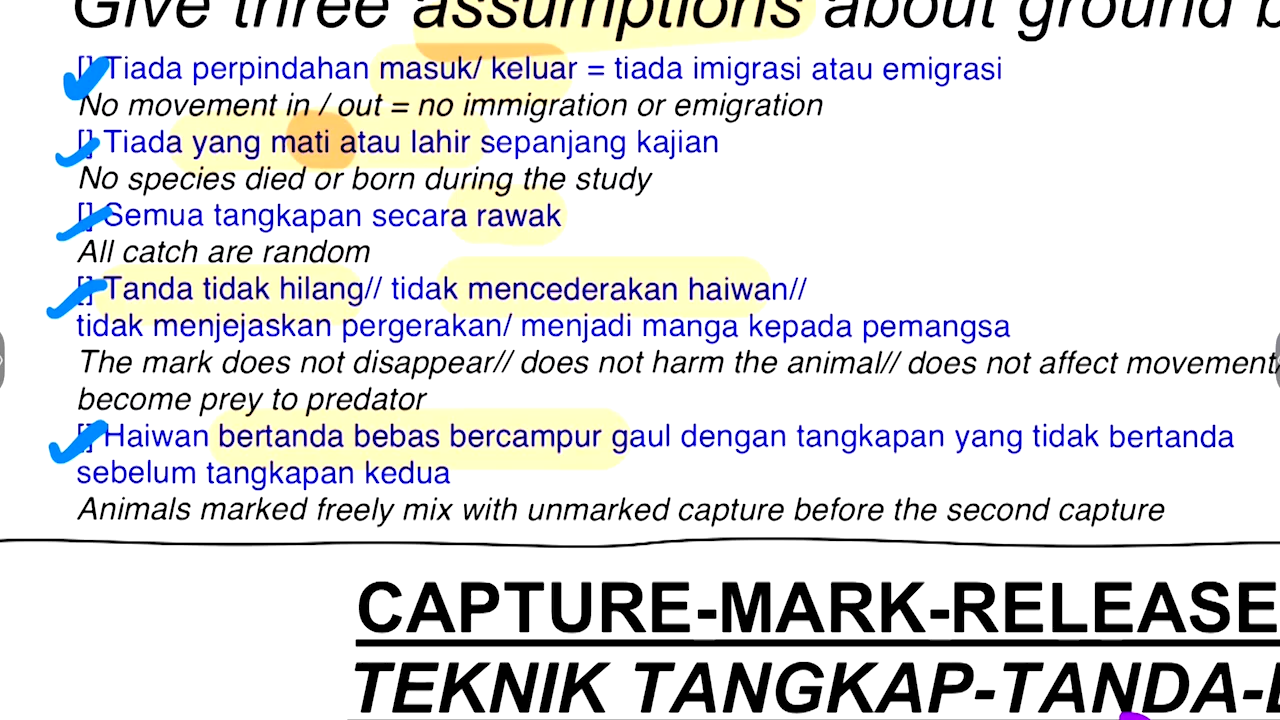 Give three assumptions about ground
[] Tiada perpindahan masuk/ keluar = tiada imigrasi atau emigrasi
No movement in / out = no immigration or emigration
[] Tiada yang mati atau lahir sepanjang kajian
No species died or born during the study
[] Semua tangkapan secara rawak
All catch are random
[] Tanda tidak hilang// tidak mencederakan haiwan//
tidak menjejaskan pergerakan/ menjadi manga kepada pemangsa
The mark does not disappear// does not harm the animal// does not affect movement/
become prey to predator
[] Haiwan bertanda bebas bercampur gaul dengan tangkapan yang tidak bertanda
sebelum tangkapan kedua
Animals marked freely mix with unmarked capture before the second capture
CAPTURE-MARK-RELEASE
TEKNIK TANGKAP-TANDA-